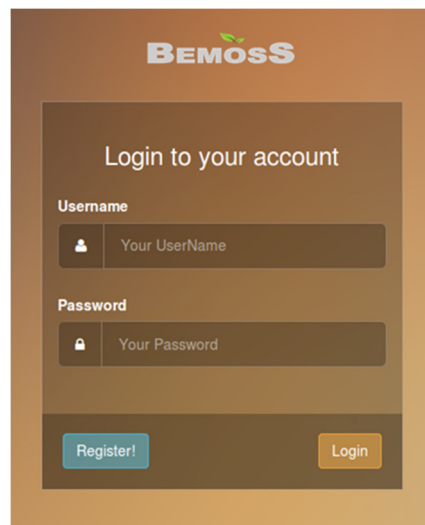 BEMOSS
Login to your account
Username
Your UserName
Password
Your Password
Register!
Login